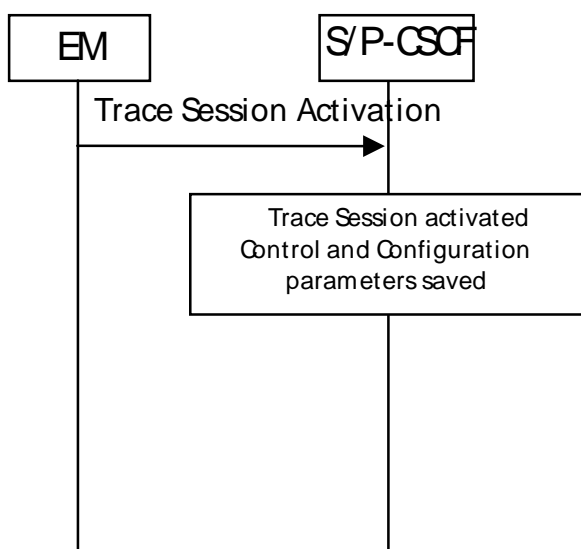 EM
S/P-CSCF
Trace Session Activation
Trace Session activated
Control and Configuration
parameters saved